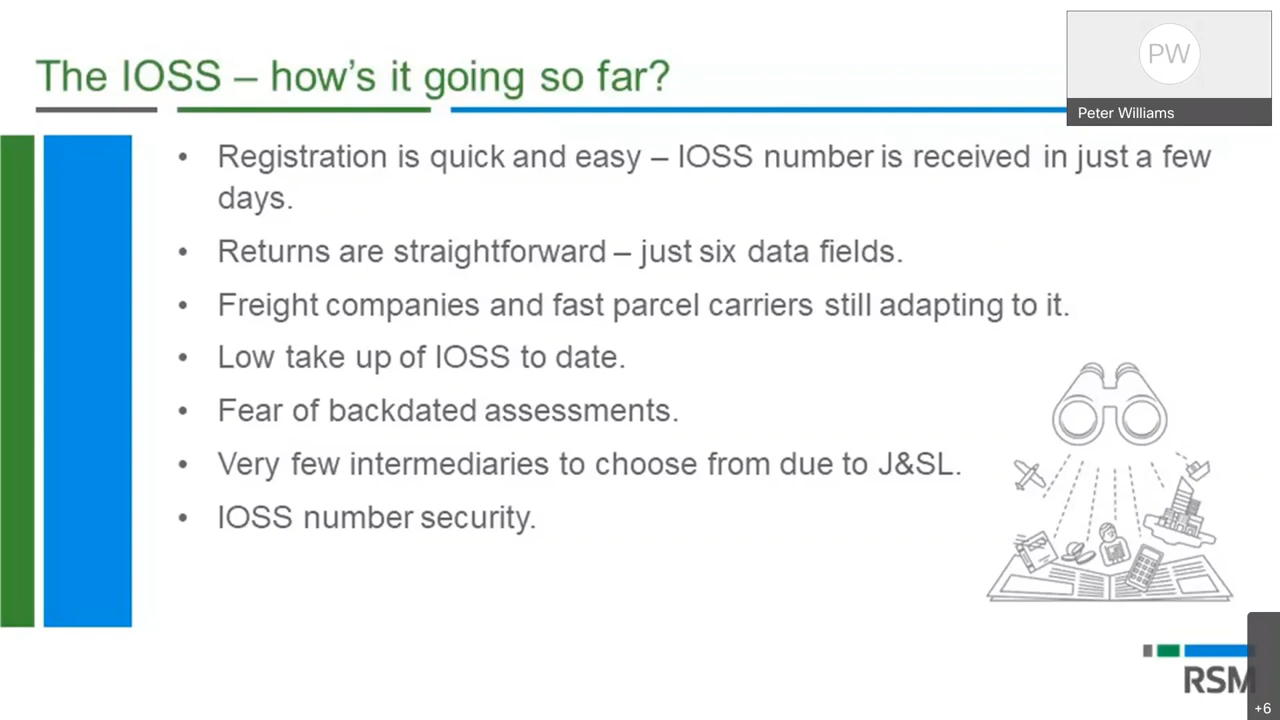 The IOSS – how's it going so far?
PW
Peter Williams
• Registration is quick and easy – IOSS number is received in just a few
days.
• Returns are straightforward – just six data fields.
• Freight companies and fast parcel carriers still adapting to it.
• Low take up of IOSS to date.
• Fear of backdated assessments.
• Very few intermediaries to choose from due to J&SL.
• IOSS number security.
RSM
+6